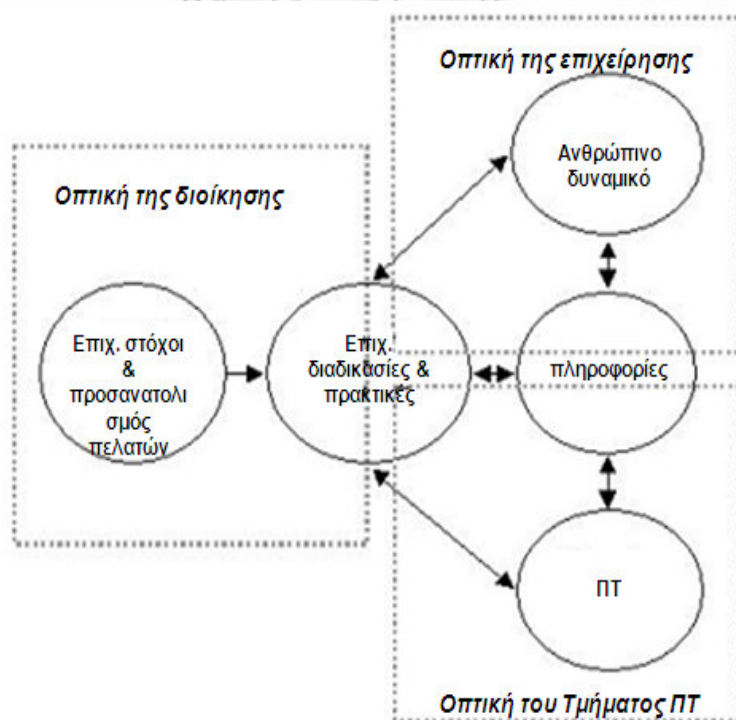 Οπτική της επιχείρησης
Ανθρώπινο
δυναμικό
Οπτική της διοίκησης
Επιχ. στόχοι
&
προσανατολι
σμός
πελατών
Επιχ.
διαδικασίες &
πρακτικές
πληροφορίες
ΠΤ
Οπτική του Τμήματος ΠΤ